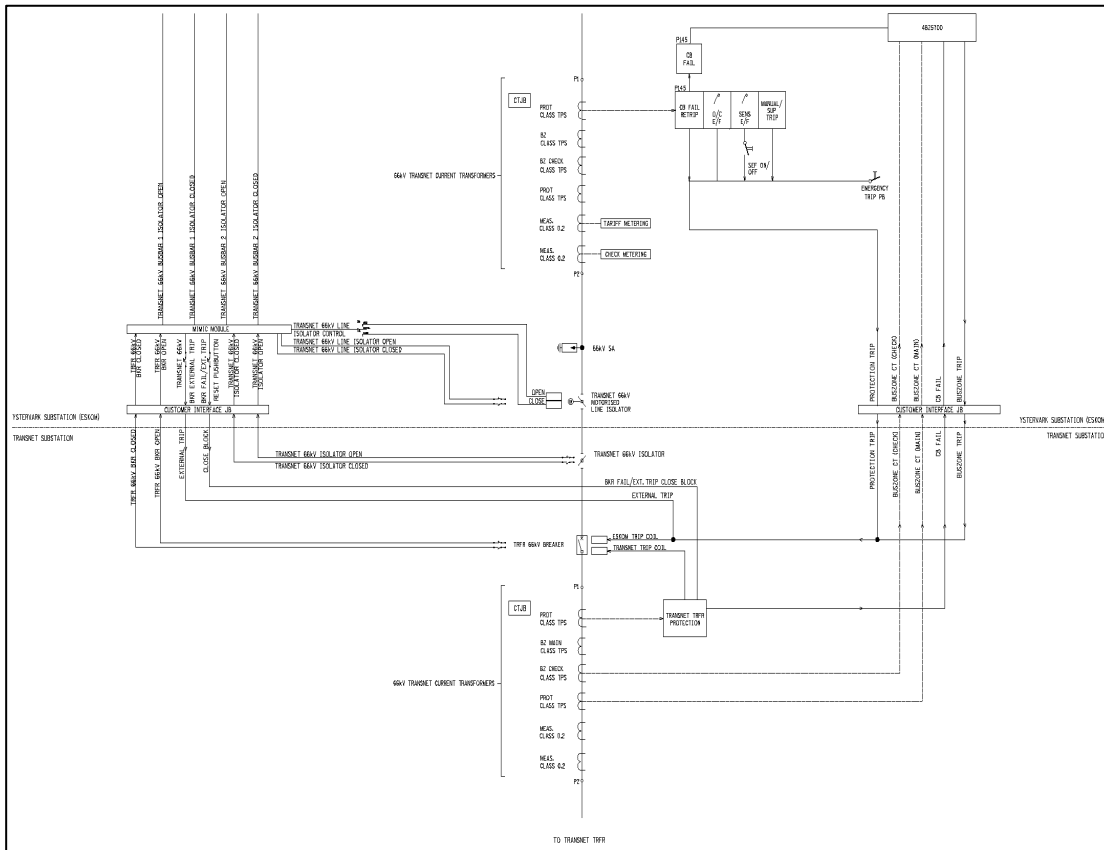 4B25700
P145
CB
FAIL
P145
CB FAIL
RETRIP
O/C
E/F
SENS
E/F
MANUAL/
SUP
TRIP
SEF ON/
OFF
EMERGENCY
TRIP PB
P1
CTJB
PROT
CLASS TPS
BZ
CLASS TPS
BZ CHECK
CLASS TPS
66kV TRANSNET CURRENT TRANSFORMERS
PROT
CLASS TPS
MEAS.
CLASS 0.2
TARIFF METERING
MEAS.
CLASS 0.2
CHECK METERING
P2
TRANSNET 66kV BUSBAR 1 ISOLATOR OPEN
TRANSNET 66kV BUSBAR 1 ISOLATOR CLOSED
TRANSNET 66kV BUSBAR 2 ISOLATOR OPEN
TRANSNET 66kV BUSBAR 2 ISOLATOR CLOSED
MIMIC MODULE
TRANSNET 66kV LINE
ISOLATOR CONTROL
TRANSNET 66kV LINE ISOLATOR OPEN
TRANSNET 66kV LINE ISOLATOR CLOSED
TRFR 66kV
BKR CLOSED
TRFR 66kV
BKR OPEN
TRANSNET 66kV
BKR EXTERNAL TRIP
BKR FAIL/EXT. TRIP
RESET PUSHBUTTON
TRANSNET 66kV
ISOLATOR CLOSED
TRANSNET 66kV
ISOLATOR OPEN
66kV SA
OPEN
CLOSE
TRANSNET 66kV
MOTORISED
LINE ISOLATOR
PROTECTION TRIP
BUSZONE CT (CHECK)
BUSZONE CT (MAIN)
CB FAIL
BUSZONE TRIP
CUSTOMER INTERFACE JB
CUSTOMER INTERFACE JB
YSTERVARK SUBSTATION (ESKOM)
YSTERVARK SUBSTATION (ESKOM
TRANSNET SUBSTATION
TRANSNET SUBSTATIO
TRFR 66kV BKR CLOSED
TRFR 66kV BKR OPEN
EXTERNAL TRIP
CLOSE BLOCK
TRANSNET 66kV ISOLATOR OPEN
TRANSNET 66kV ISOLATOR CLOSED
TRANSNET 66kV ISOLATOR
PROTECTION TRIP
BUSZONE CT (CHECK)
BUSZONE CT (MAIN)
CB FAIL
BUSZONE TRIP
BKR FAIL/EXT. TRIP CLOSE BLOCK
EXTERNAL TRIP
TRFR 66kV BREAKER
ESKOM TRIP COIL
TRANSNET TRIP COIL
P1
CTJB
PROT
CLASS TPS
TRANSNET TRFR
PROTECTION
BZ MAIN
CLASS TPS
BZ CHECK
CLASS TPS
66kV TRANSNET CURRENT TRANSFORMERS
PROT
CLASS TPS
MEAS.
CLASS 0.2
MEAS.
CLASS 0.2
P2
TO TRANSNET TRFR